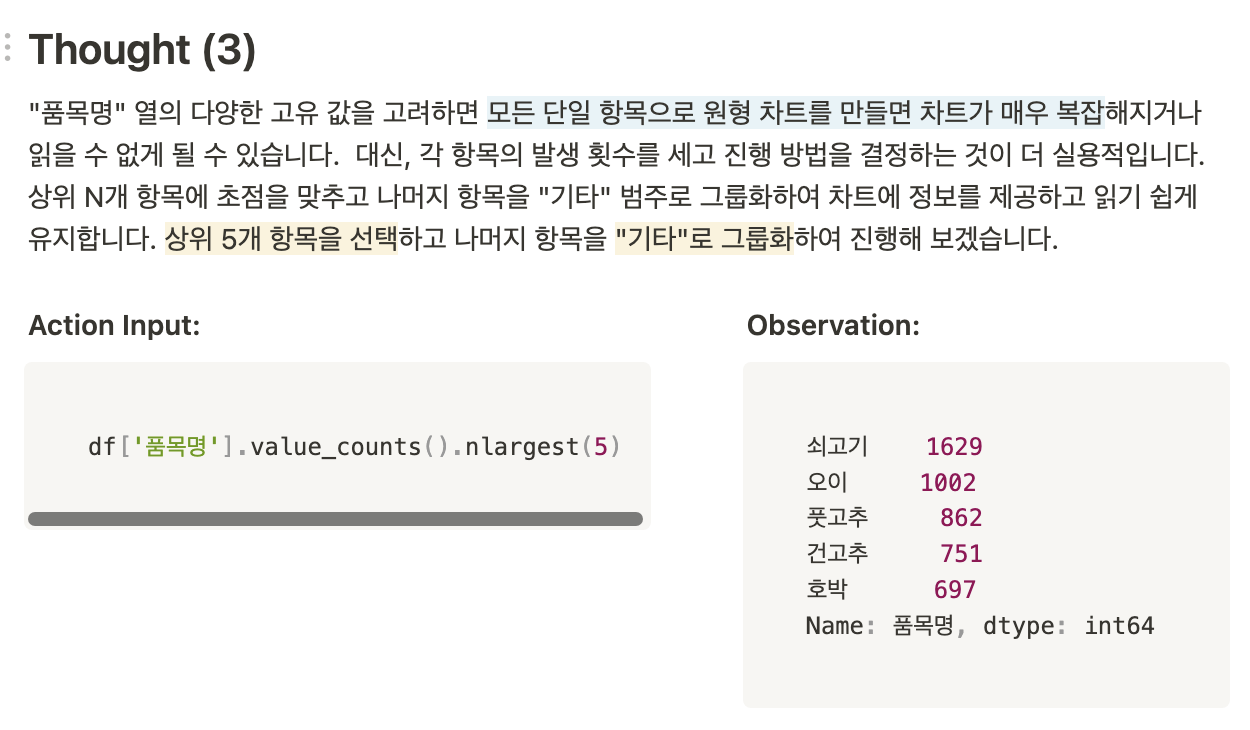 Thought (3)
"품목명" 열의 다양한 고유 값을 고려하면 모든 단일 항목으로 원형 차트를 만들면 차트가 매우 복잡해지거나
읽을 수 없게 될 수 있습니다.  대신, 각 항목의 발생 횟수를 세고 진행 방법을 결정하는 것이 더 실용적입니다.
상위 N개 항목에 초점을 맞추고 나머지 항목을 "기타" 범주로 그룹화하여 차트에 정보를 제공하고 읽기 쉽게
유지합니다. 상위 5개 항목을 선택하고 나머지 항목을 "기타"로 그룹화하여 진행해 보겠습니다.
Action Input:
df['품목명'].value_counts().nlargest(5)
Observation:
쇠고기    1629
오이     1002
풋고추     862
건고추     751
호박      697
Name: 품목명, dtype: int64